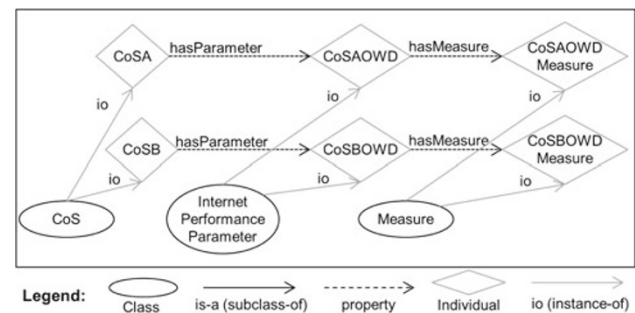 CoSA
hasParameter
CoSAOWD
hasMeasure
CoSAOWD
Measure
io
io
io
CoSB
hasParameter
CoSBOWD
hasMeasure
CoSBOWD
Measure
io
io
io
CoS
Internet
Performance
Parameter
Measure
Legend:
Class
is-a (subclass-of)
property
Individual
io (instance-of)